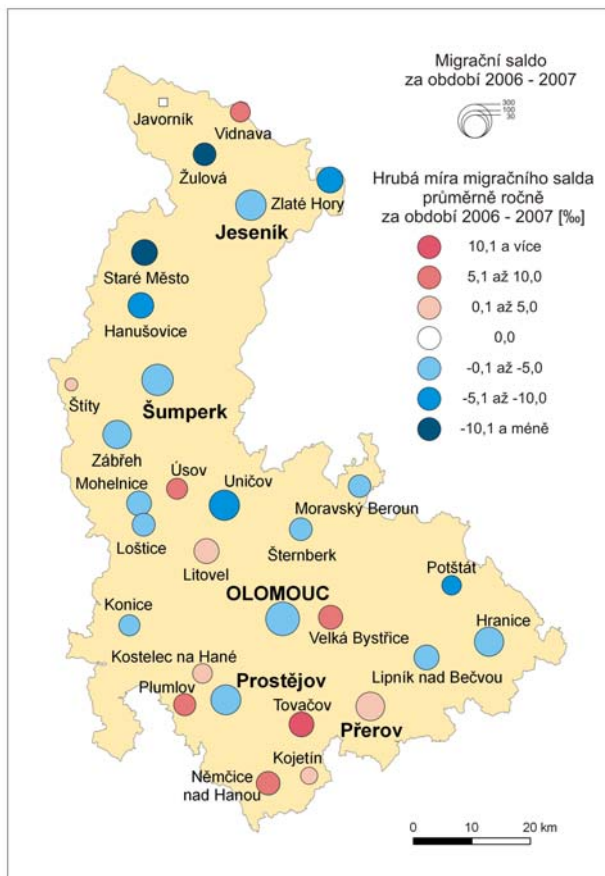 Migrační saldo
za období 2006 - 2007
300
100
30
Hrubá míra migračního salda
průměrně ročně
za období 2006 - 2007 [‰]
10,1 a více
5,1 až 10,0
0,1 až 5,0
0,0
-0,1 až -5,0
-5,1 až -10,0
-10,1 a méně
Javorník
Vidnava
Žulová
Zlaté Hory
Jeseník
Staré Město
Hanušovice
Štíty
Šumperk
Zábřeh
Mohelnice
Úsov
Uničov
Moravský Beroun
Loštice
Šternberk
Litovel
Potštát
OLOMOUC
Konice
Hranice
Velká Bystřice
Kostelec na Hané
Lipník nad Bečvou
Plumlov
Prostějov
Tovačov
Přerov
Kojetín
Němčice
nad Hanou
0 10 20 km